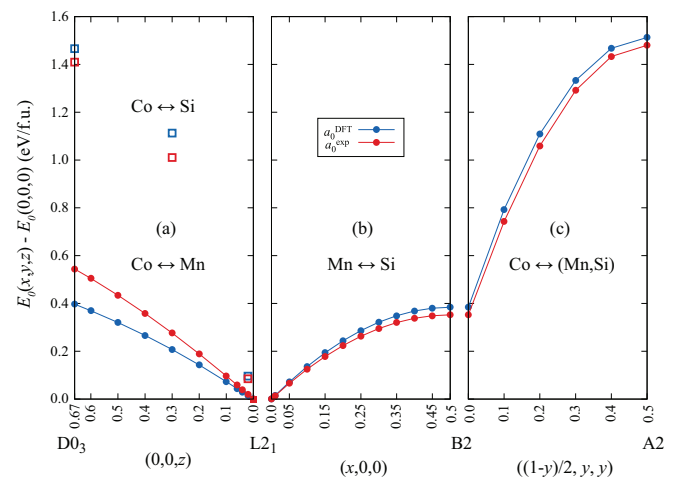 E₀(x,y,z) - E₀(0,0,0) (eV/f.u.)
1.6
1.4
1.2
1.0
0.8
0.6
0.4
0.2
0.0
Co ↔ Si
(a)
Co ↔ Mn
a₀ᴰᶠᵀ
a₀ᵉˣᵖ
(b)
Mn ↔ Si
(c)
Co ↔ (Mn,Si)
0.67 0.6 0.5 0.4 0.3 0.2 0.1 0.0
0.0 0.05 0.15 0.25 0.35 0.45 0.5
0.0 0.1 0.2 0.3 0.4 0.5
D0₃ L2₁ B2 A2
(0,0,z) (x,0,0) ((1-y)/2, y, y)